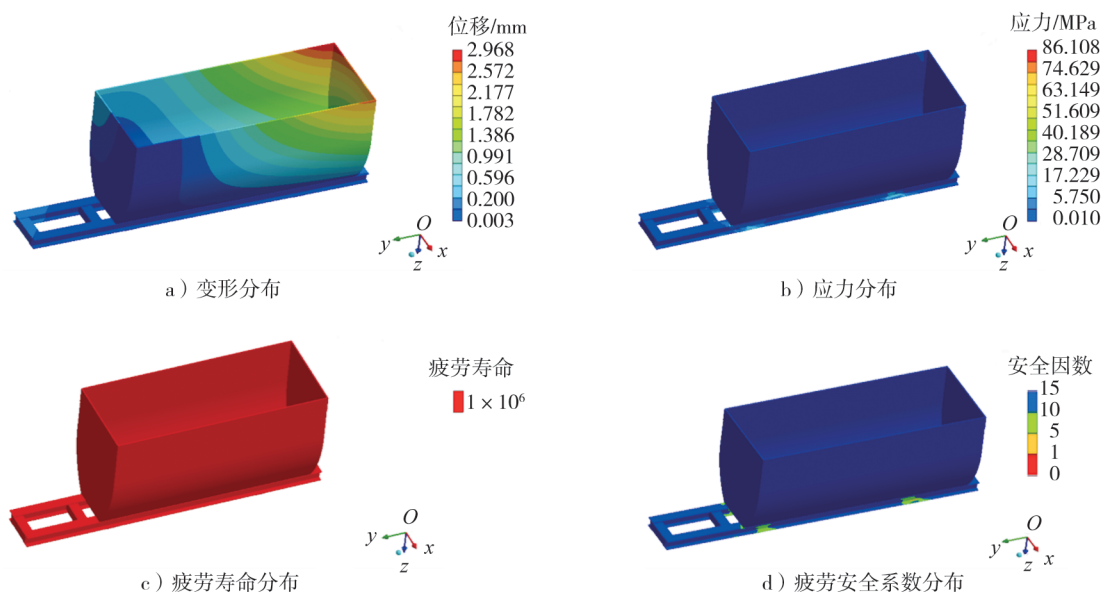 位移/mm
2.968
2.572
2.177
1.782
1.386
0.991
0.596
0.200
0.003
O
y
x
z
a）变形分布
应力/MPa
86.108
74.629
63.149
51.609
40.189
28.709
17.229
5.750
0.010
O
y
x
z
b）应力分布
疲劳寿命
1 × 10⁶
O
y
x
z
c）疲劳寿命分布
安全因数
15
10
5
1
0
O
y
x
z
d）疲劳安全系数分布